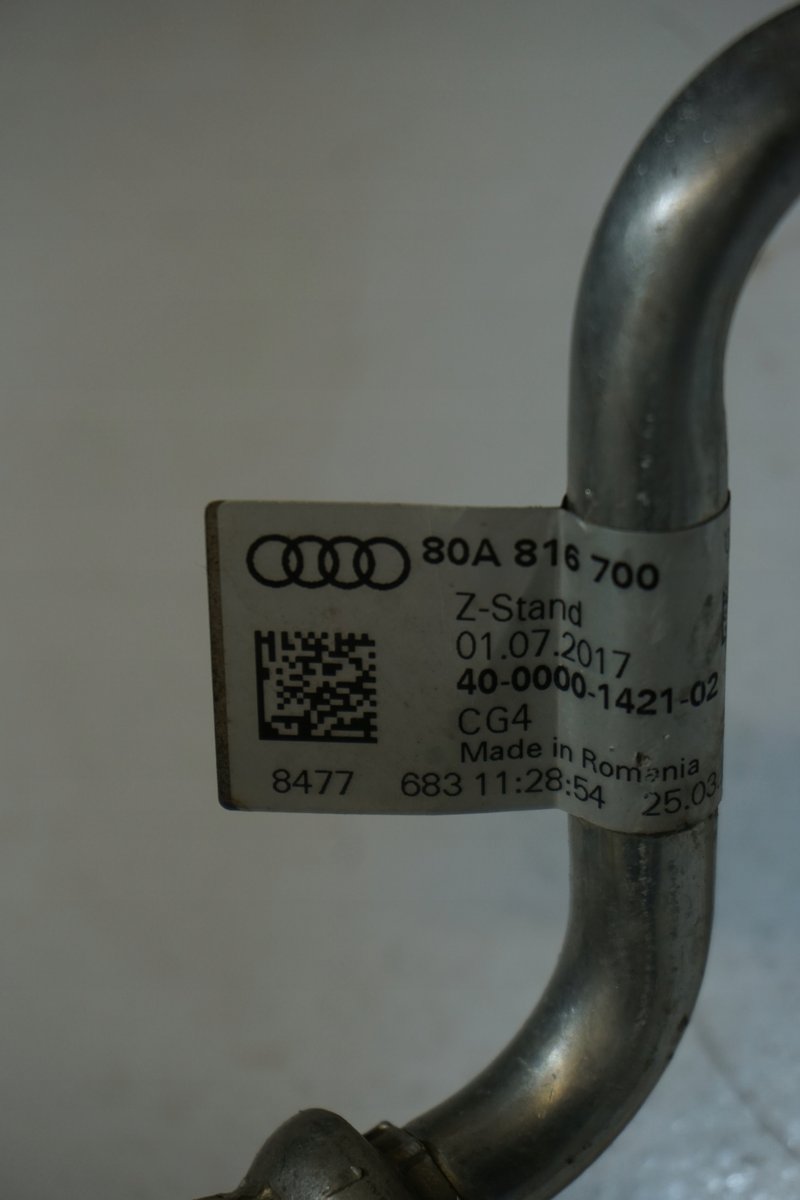 80A 816 700
Z-Stand
01.07.2017
40-0000-1421-02
CG4
Made in Romania
8477 683 11:28:54 25.03.